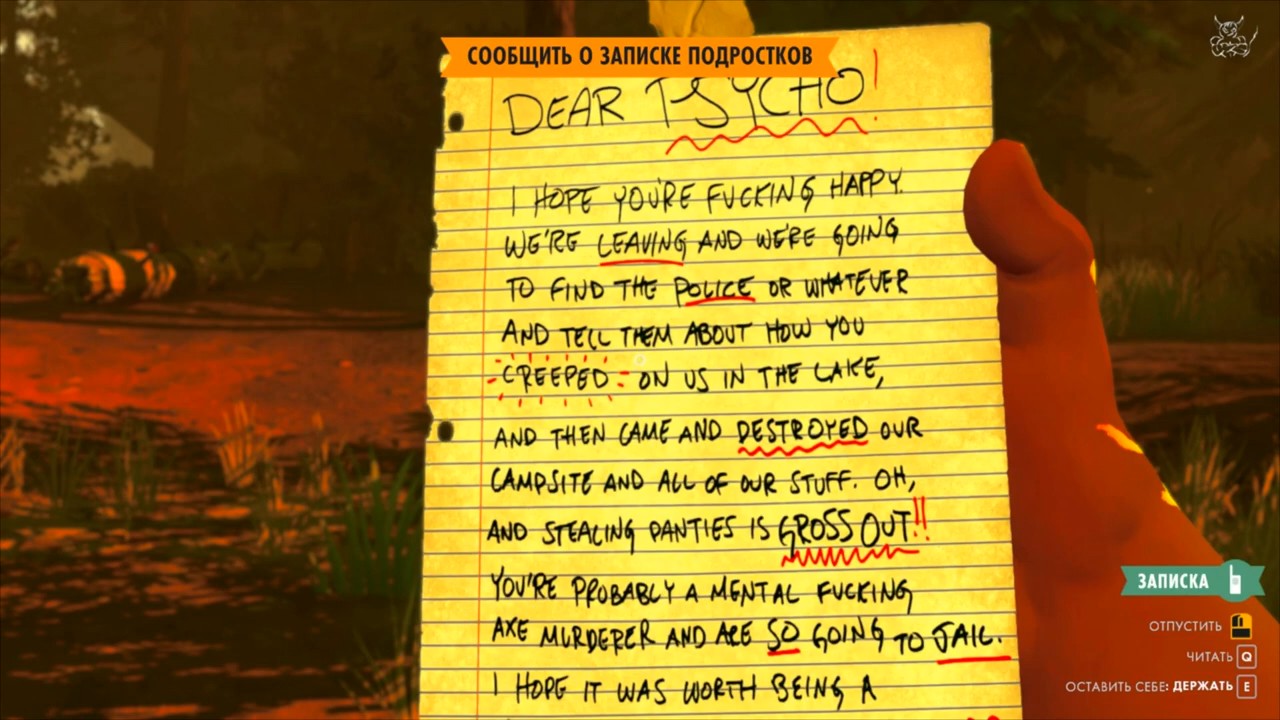 СООБЩИТЬ О ЗАПИСКЕ ПОДРОСТКОВ
DEAR PSYCHO!
I HOPE YOU'RE FUCKING HAPPY.
WE'RE LEAVING AND WE'RE GOING
TO FIND THE POLICE OR WHATEVER
AND TELL THEM ABOUT HOW YOU
CREEPED ON US IN THE LAKE,
AND THEN CAME AND DESTROYED OUR
CAMPSITE AND ALL OF OUR STUFF. OH,
AND STEALING PANTIES IS GROSS OUT!!
YOU'RE PROBABLY A MENTAL FUCKING
AXE MURDERER AND ARE SO GOING TO JAIL.
I HOPE IT WAS WORTH BEING A
ЗАПИСКА
ОТПУСТИТЬ
ЧИТАТЬ Q
ОСТАВИТЬ СЕБЕ: ДЕРЖАТЬ E